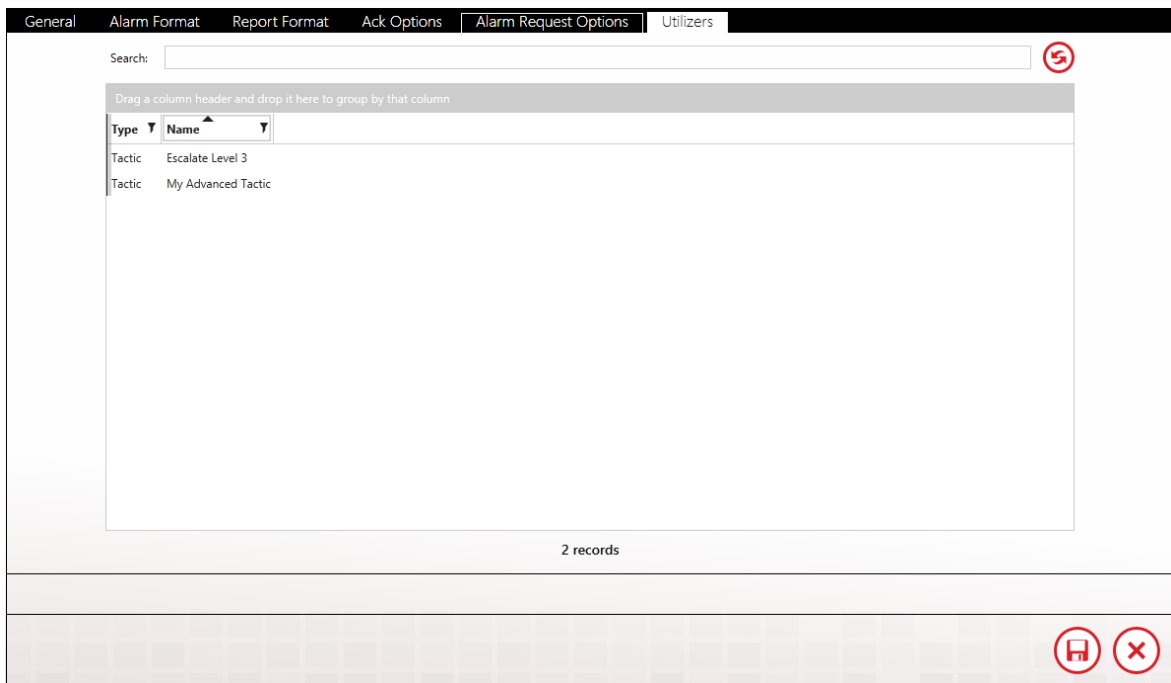 General Alarm Format Report Format Ack Options Alarm Request Options Utilizers
Search:
Drag a column header and drop it here to group by that column
Type Name
Tactic Escalate Level 3
Tactic My Advanced Tactic
2 records